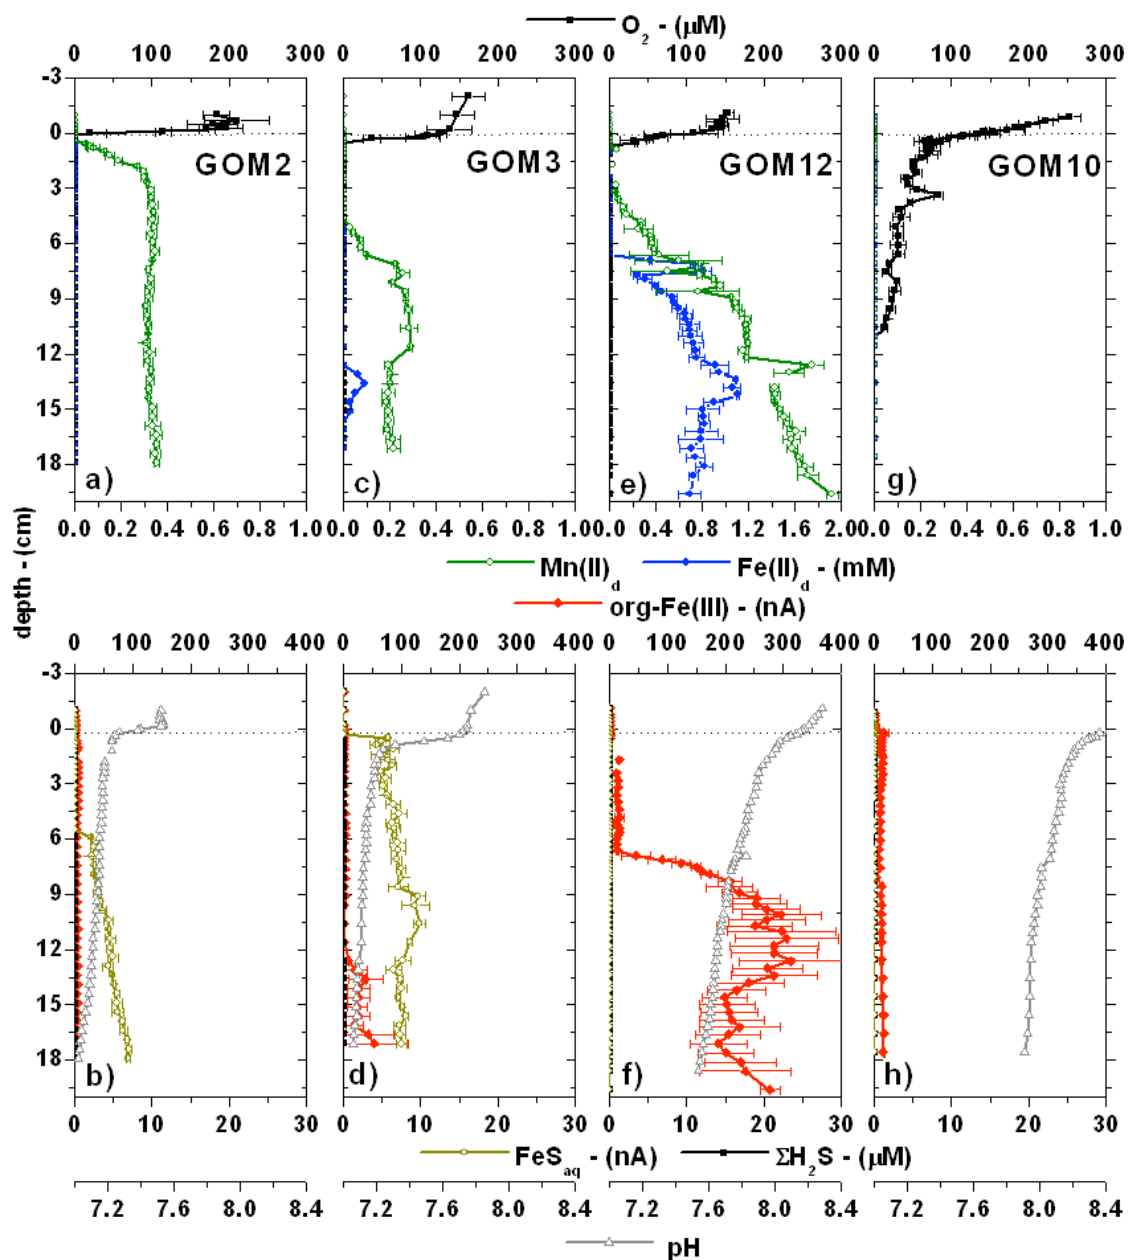 O2 - (μM)
0 100 200 300 0 100 200 300 0 100 200 300 0 100 200 300
-3
0
3
6
9
12
15
18
GOM2 GOM3 GOM12 GOM10
a) c) e) g)
0.0 0.2 0.4 0.6 0.8 0.0 0.2 0.4 0.6 0.8 0.0 0.4 0.8 1.2 1.6 2.0 0.0 0.2 0.4 0.6 0.8 1.0
Mn(II)d Fe(II)d - (mM)
depth - (cm)
org-Fe(III) - (nA)
0 100 200 300 400 0 100 200 300 400 0 100 200 300 400 0 100 200 300 400
-3
0
3
6
9
12
15
18
b) d) f) h)
0 10 20 30 0 10 20 30 0 10 20 30 0 10 20 30
FeSaq - (nA) ΣH2S - (μM)
7.2 7.6 8.0 8.4 7.2 7.6 8.0 8.4 7.2 7.6 8.0 8.4 7.2 7.6 8.0 8.4
pH